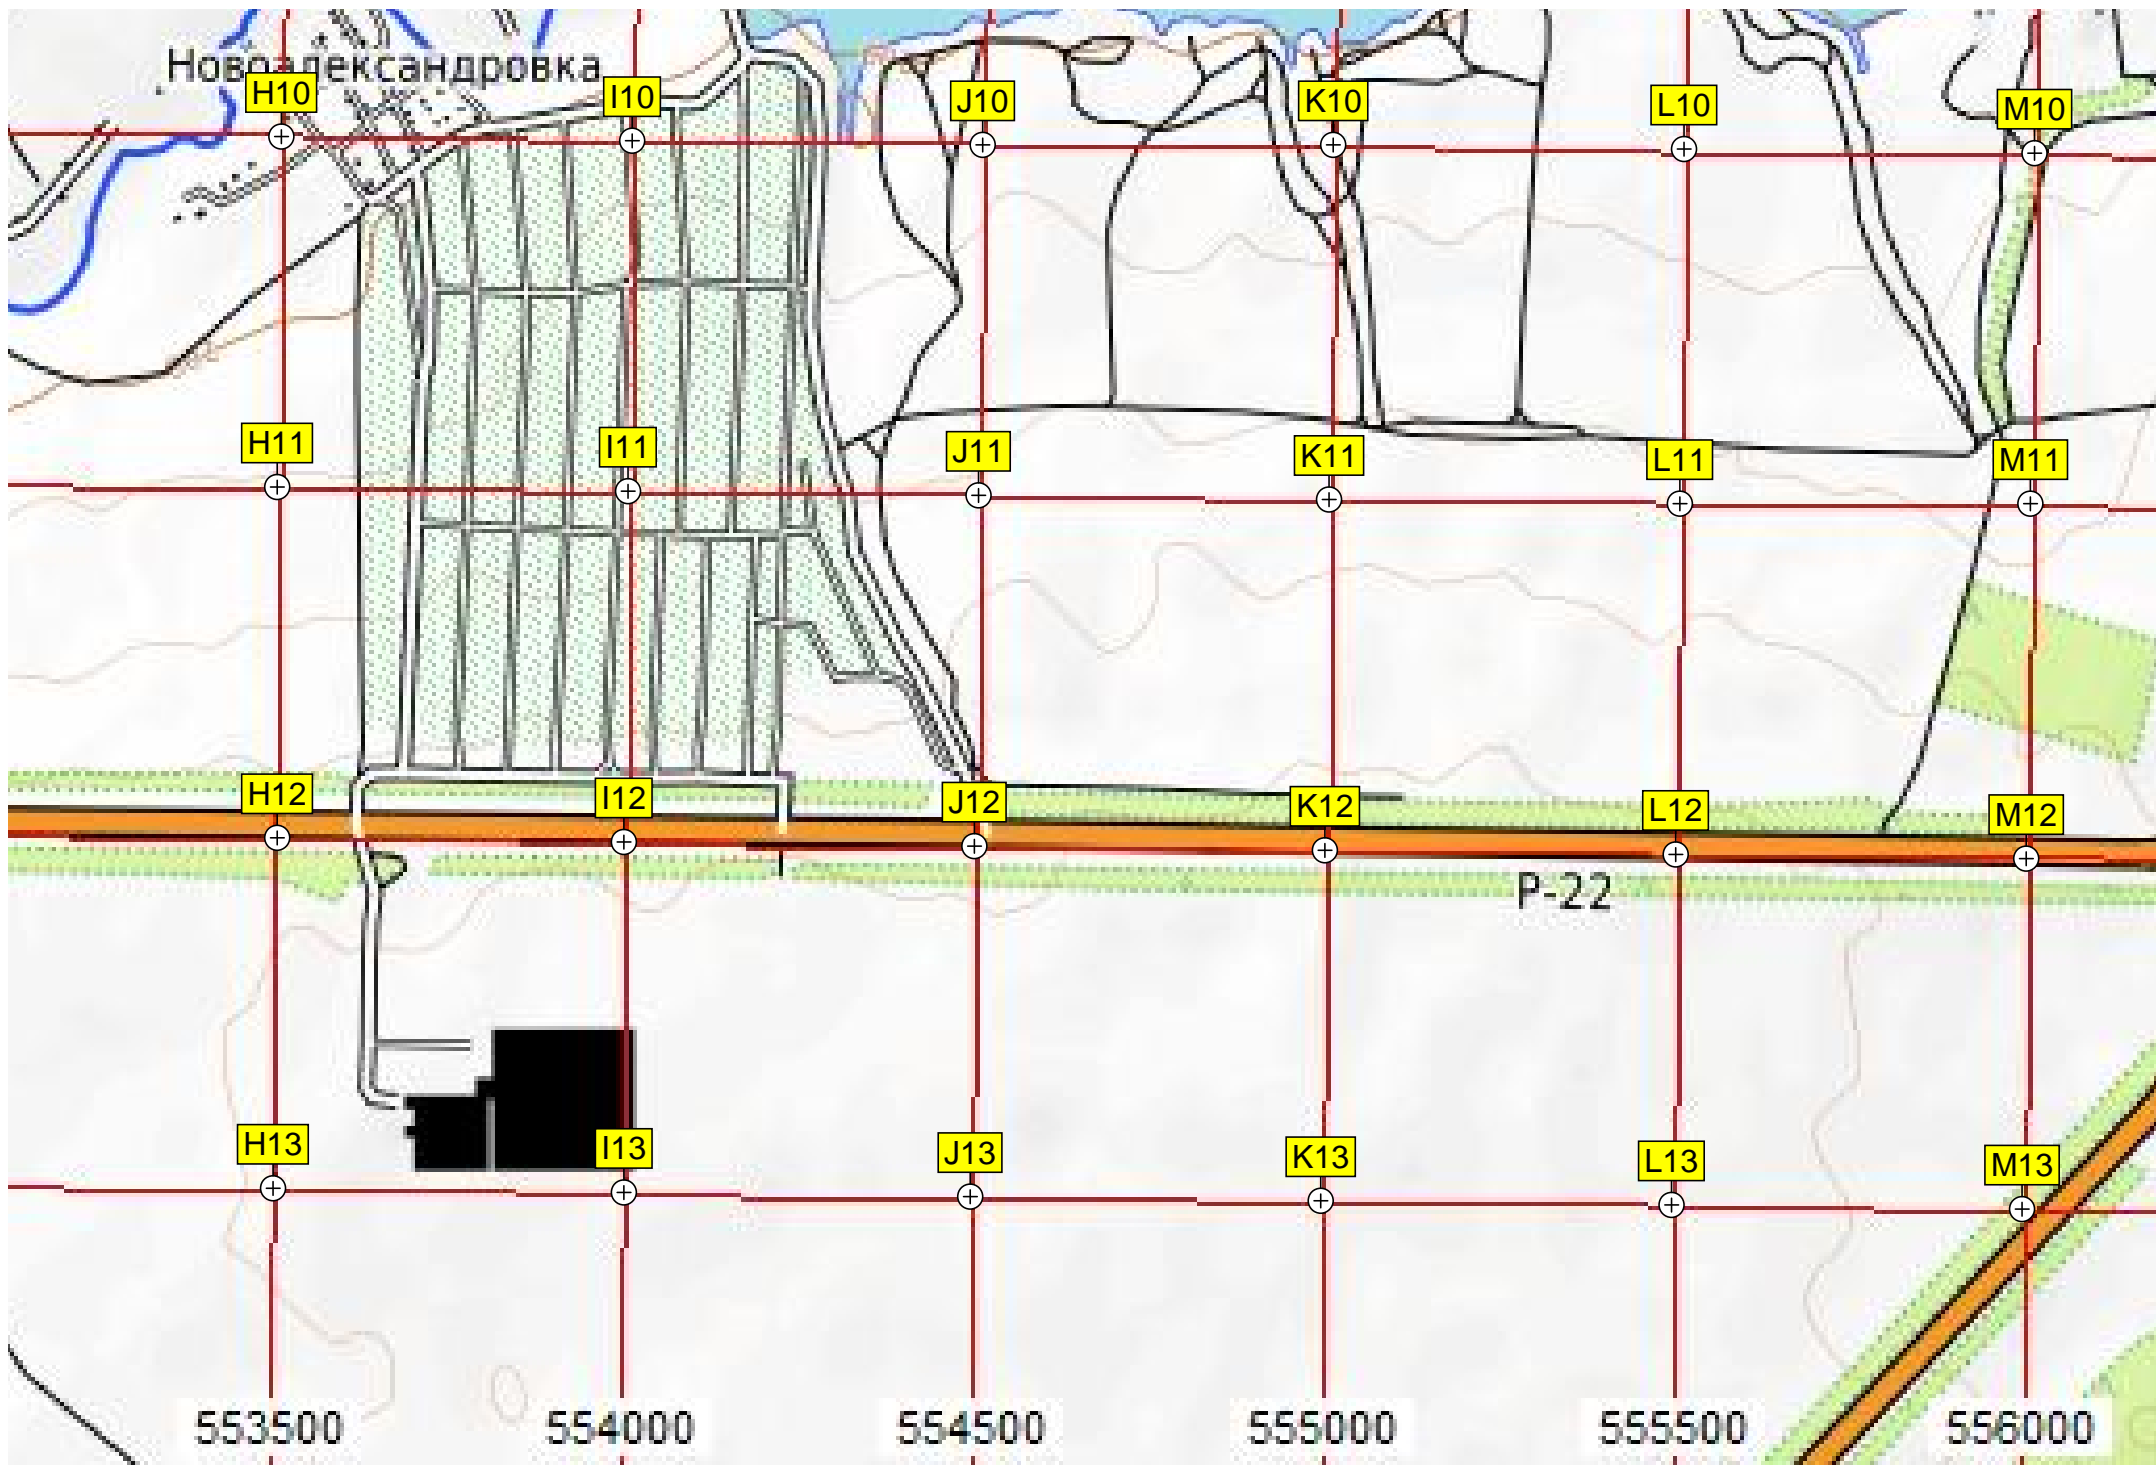 Новоалександровка
H10 I10 J10 K10 L10 M10
H11 I11 J11 K11 L11 M11
H12 I12 J12 K12 L12 M12
P-22
H13 I13 J13 K13 L13 M13
553500 554000 554500 555000 555500 556000